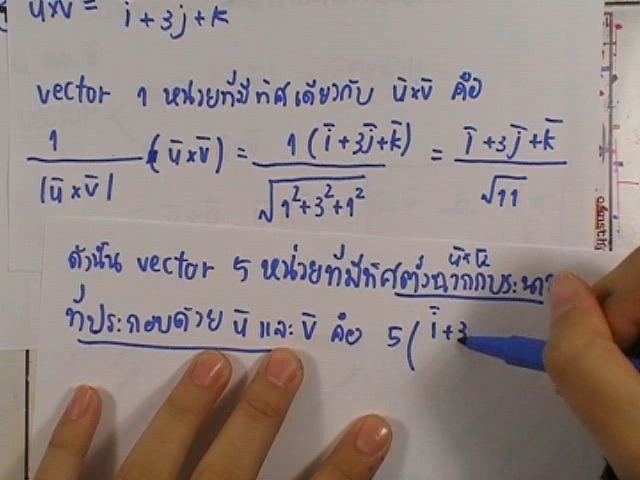 ū×v̄ = i + 3j + k
vector 1 หน่วยที่มีทิศเดียวกับ ū×v̄ คือ
1/|ū×v̄| (ū×v̄) = 1(ī+3j̄+k̄)/√(1²+3²+1²) = (ī+3j̄+k̄)/√11
ū×v̄
ดังนั้น vector 5 หน่วยที่มีทิศตั้งฉากกับระนาบ
ที่ประกอบด้วย ū และ v̄ คือ 5( ī+3